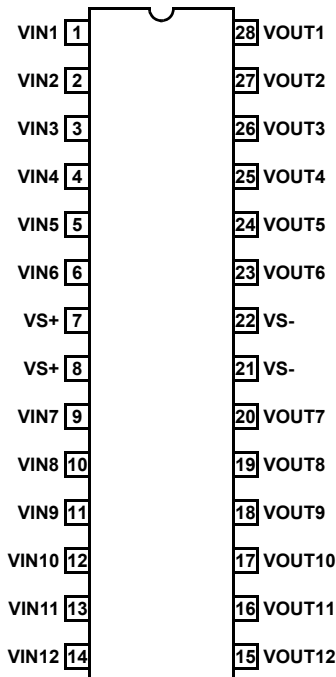 VIN1 1 28 VOUT1
VIN2 2 27 VOUT2
VIN3 3 26 VOUT3
VIN4 4 25 VOUT4
VIN5 5 24 VOUT5
VIN6 6 23 VOUT6
VS+ 7 22 VS-
VS+ 8 21 VS-
VIN7 9 20 VOUT7
VIN8 10 19 VOUT8
VIN9 11 18 VOUT9
VIN10 12 17 VOUT10
VIN11 13 16 VOUT11
VIN12 14 15 VOUT12